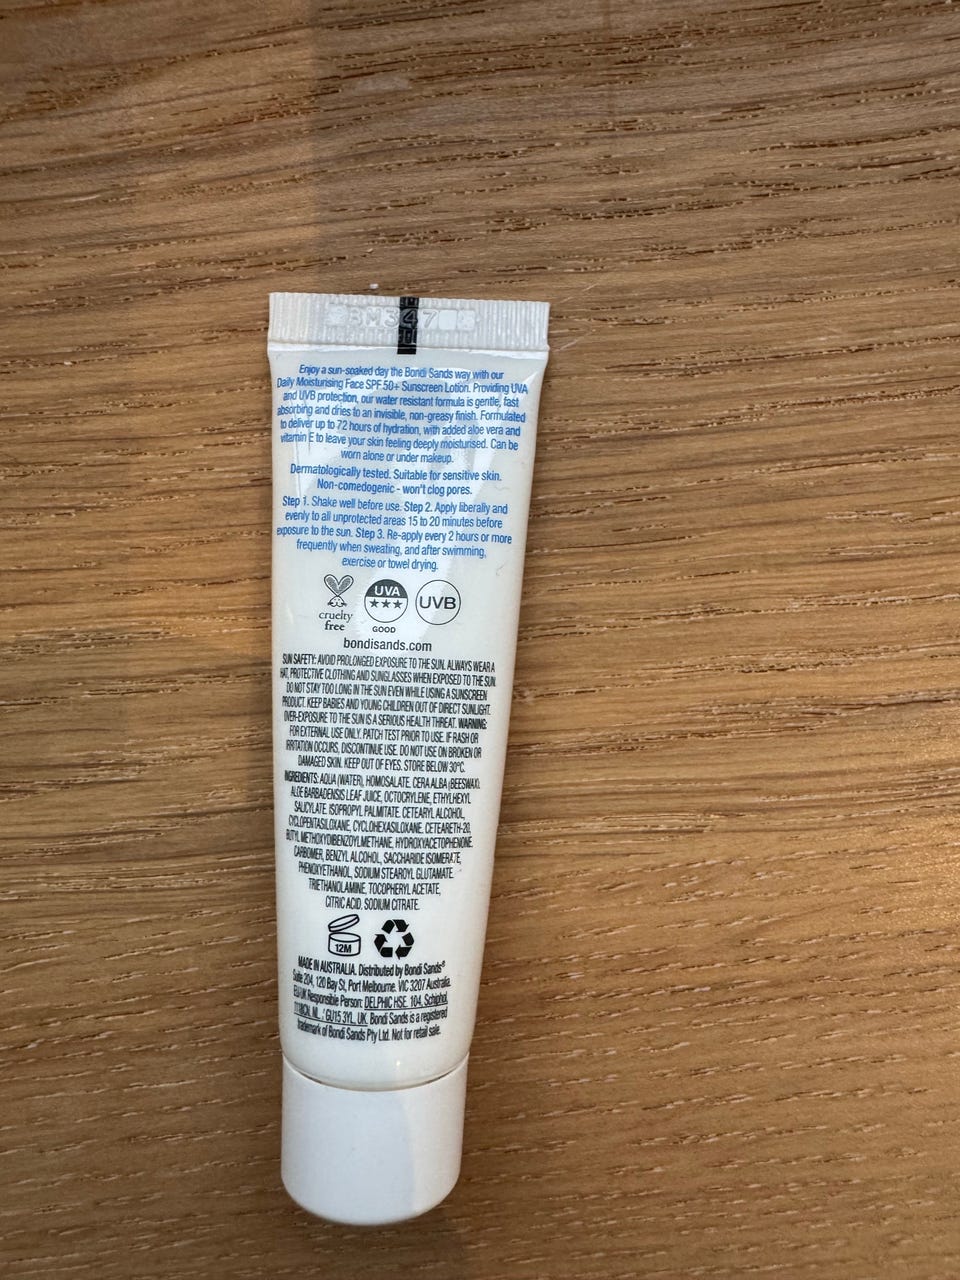 BM347
Enjoy a sun-soaked day the Bondi Sands way with our
Daily Moisturising Face SPF 50+ Sunscreen Lotion. Providing UVA
and UVB protection, our water resistant formula is gentle, fast
absorbing and dries to an invisible, non-greasy finish. Formulated
to deliver up to 72 hours of hydration, with added aloe vera and
vitamin E to leave your skin feeling deeply moisturised. Can be
worn alone or under makeup.
Dermatologically tested. Suitable for sensitive skin.
Non-comedogenic - won't clog pores.
Step 1. Shake well before use. Step 2. Apply liberally and
evenly to all unprotected areas 15 to 20 minutes before
exposure to the sun. Step 3. Re-apply every 2 hours or more
frequently when sweating, and after swimming,
exercise or towel drying.
cruelty
free
UVA
★★★
GOOD
UVB
bondisands.com
SUN SAFETY: AVOID PROLONGED EXPOSURE TO THE SUN. ALWAYS WEAR A
HAT, PROTECTIVE CLOTHING AND SUNGLASSES WHEN EXPOSED TO THE SUN.
DO NOT STAY TOO LONG IN THE SUN EVEN WHILE USING A SUNSCREEN
PRODUCT. KEEP BABIES AND YOUNG CHILDREN OUT OF DIRECT SUNLIGHT.
OVER-EXPOSURE TO THE SUN IS A SERIOUS HEALTH THREAT. WARNING:
FOR EXTERNAL USE ONLY. PATCH TEST PRIOR TO USE. IF RASH OR
IRRITATION OCCURS, DISCONTINUE USE. DO NOT USE ON BROKEN OR
DAMAGED SKIN. KEEP OUT OF EYES. STORE BELOW 30°C.
INGREDIENTS: AQUA (WATER), HOMOSALATE, CERA ALBA (BEESWAX),
ALOE BARBADENSIS LEAF JUICE, OCTOCRYLENE, ETHYLHEXYL
SALICYLATE, ISOPROPYL PALMITATE, CETEARYL ALCOHOL,
CYCLOPENTASILOXANE, CYCLOHEXASILOXANE, CETEARETH-20,
BUTYL METHOXYDIBENZOYLMETHANE, HYDROXYACETOPHENONE,
CARBOMER, BENZYL ALCOHOL, SACCHARIDE ISOMERATE,
PHENOXYETHANOL, SODIUM STEAROYL GLUTAMATE,
TRIETHANOLAMINE, TOCOPHERYL ACETATE,
CITRIC ACID, SODIUM CITRATE.
12M
MADE IN AUSTRALIA. Distributed by Bondi Sands®
Suite 204, 120 Bay St, Port Melbourne, VIC 3207 Australia.
EU/UK Responsible Person: DELPHIC HSE. 104, Schiphol,
1118CN, NL. / GU15 3YL, UK. Bondi Sands is a registered
trademark of Bondi Sands Pty Ltd. Not for retail sale.